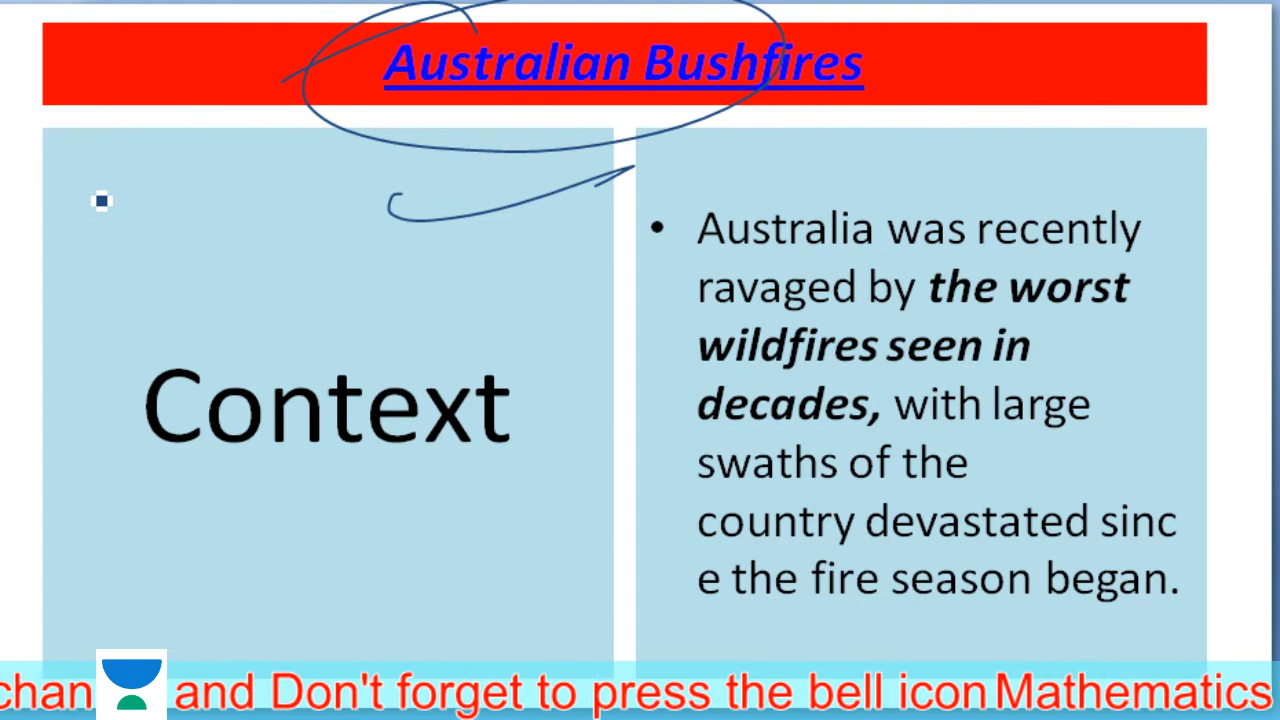 Australian Bushfires
Context
• Australia was recently
ravaged by the worst
wildfires seen in
decades, with large
swaths of the
country devastated sinc
e the fire season began.
chan and Don't forget to press the bell icon Mathematics